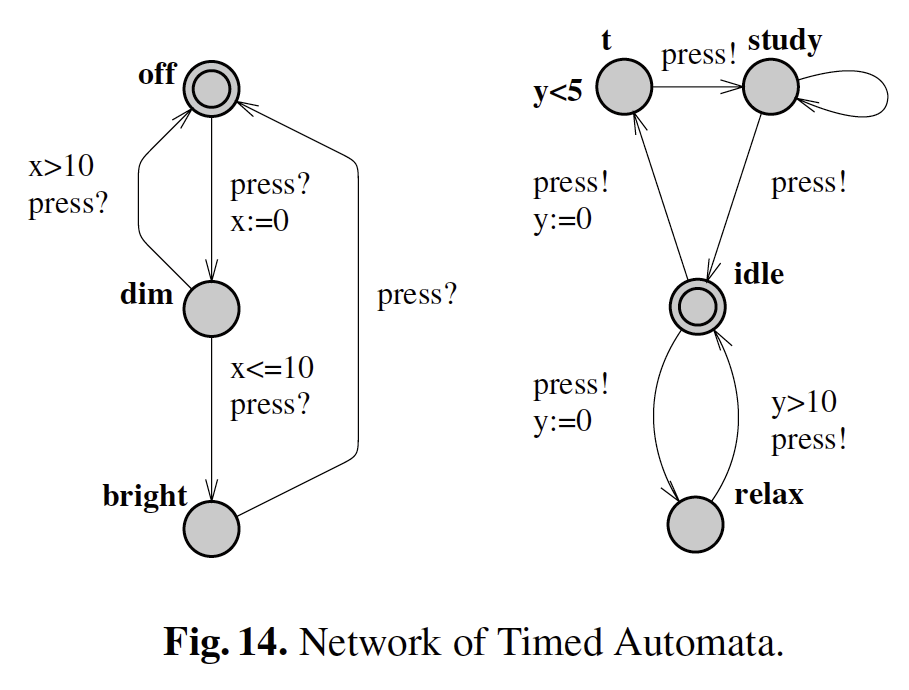 off
x>10
press?
press?
x:=0
dim
x<=10
press?
bright
press?
t
press!
study
y<5
press!
y:=0
press!
idle
press!
y:=0
y>10
press!
relax
Fig. 14. Network of Timed Automata.